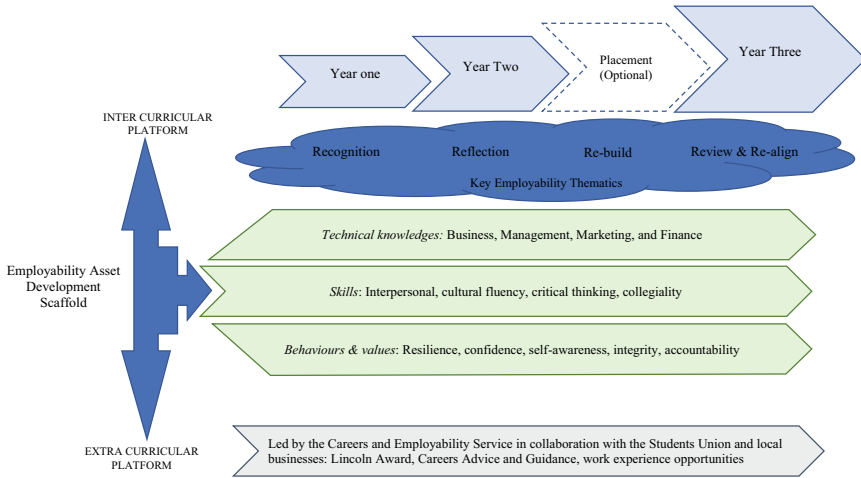 Year one
Year Two
Placement
(Optional)
Year Three
INTER CURRICULAR
PLATFORM
Recognition
Reflection
Re-build
Review & Re-align
Key Employability Thematics
Technical knowledges: Business, Management, Marketing, and Finance
Employability Asset
Development
Scaffold
Skills: Interpersonal, cultural fluency, critical thinking, collegiality
Behaviours & values: Resilience, confidence, self-awareness, integrity, accountability
EXTRA CURRICULAR
PLATFORM
Led by the Careers and Employability Service in collaboration with the Students Union and local
businesses: Lincoln Award, Careers Advice and Guidance, work experience opportunities